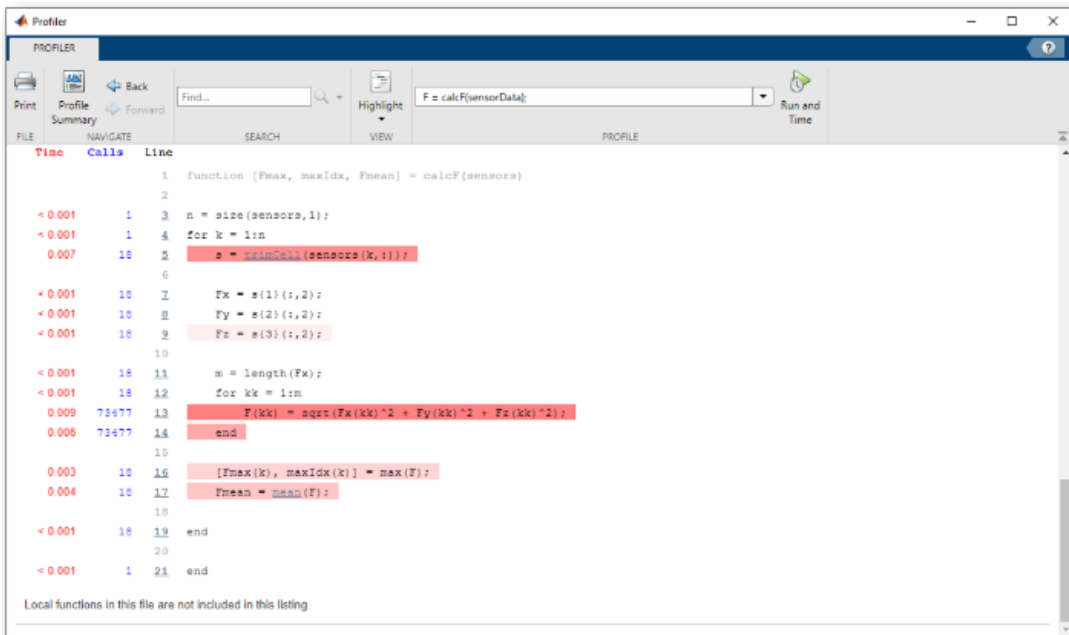 Profiler
PROFILER
Print
Profile Summary
Back
Forward
Find...
Highlight
F = calcF(sensorData);
Run and Time
FILE NAVIGATE SEARCH VIEW PROFILE
Time Calls Line
1 function [Fmax, maxIdx, Fmean] = calcF(sensors)
2
< 0.001 1 3 n = size(sensors,1);
< 0.001 1 4 for k = 1:n
0.007 18 5 s = trimCell(sensors(k,:));
6
< 0.001 18 7 Fx = s{1}(:,2);
< 0.001 18 8 Fy = s{2}(:,2);
< 0.001 18 9 Fz = s{3}(:,2);
10
< 0.001 18 11 m = length(Fx);
< 0.001 18 12 for kk = 1:m
0.009 73477 13 F(kk) = sqrt(Fx(kk)^2 + Fy(kk)^2 + Fz(kk)^2);
0.006 73477 14 end
15
0.003 18 16 [Fmax(k), maxIdx(k)] = max(F);
0.004 18 17 Fmean = mean(F);
18
< 0.001 18 19 end
20
< 0.001 1 21 end
Local functions in this file are not included in this listing.